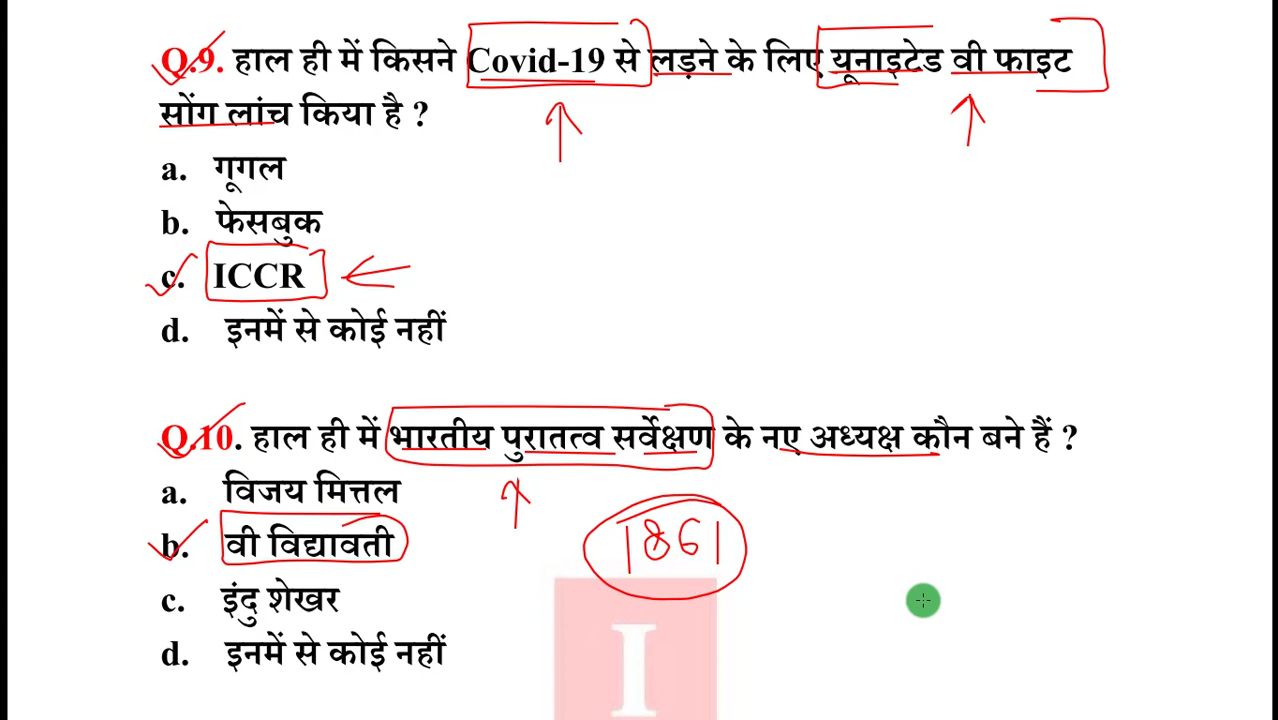 Q.9. हाल ही में किसने Covid-19 से लड़ने के लिए यूनाइटेड वी फाइट
सोंग लांच किया है ?
a. गूगल
b. फेसबुक
c. ICCR
d. इनमें से कोई नहीं
Q.10. हाल ही में भारतीय पुरातत्व सर्वेक्षण के नए अध्यक्ष कौन बने हैं ?
a. विजय मित्तल
b. वी विद्यावती
1861
c. इंदु शेखर
d. इनमें से कोई नहीं
I